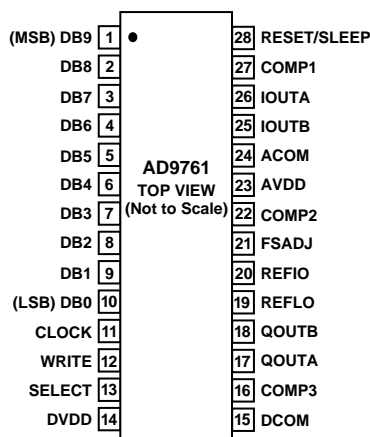 (MSB) DB9 1 28 RESET/SLEEP
DB8 2 27 COMP1
DB7 3 26 IOUTA
DB6 4 25 IOUTB
DB5 5 24 ACOM
DB4 6 23 AVDD
DB3 7 22 COMP2
DB2 8 21 FSADJ
DB1 9 20 REFIO
(LSB) DB0 10 19 REFLO
CLOCK 11 18 QOUTB
WRITE 12 17 QOUTA
SELECT 13 16 COMP3
DVDD 14 15 DCOM
AD9761
TOP VIEW
(Not to Scale)